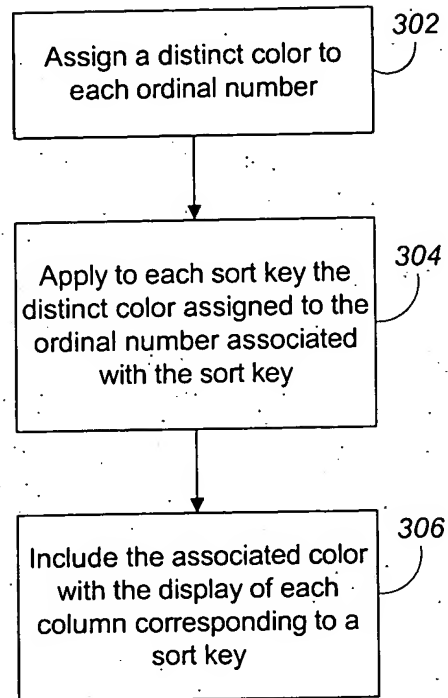 Assign a distinct color to
each ordinal number
302
Apply to each sort key the
distinct color assigned to the
ordinal number associated
with the sort key
304
Include the associated color
with the display of each
column corresponding to a
sort key
306